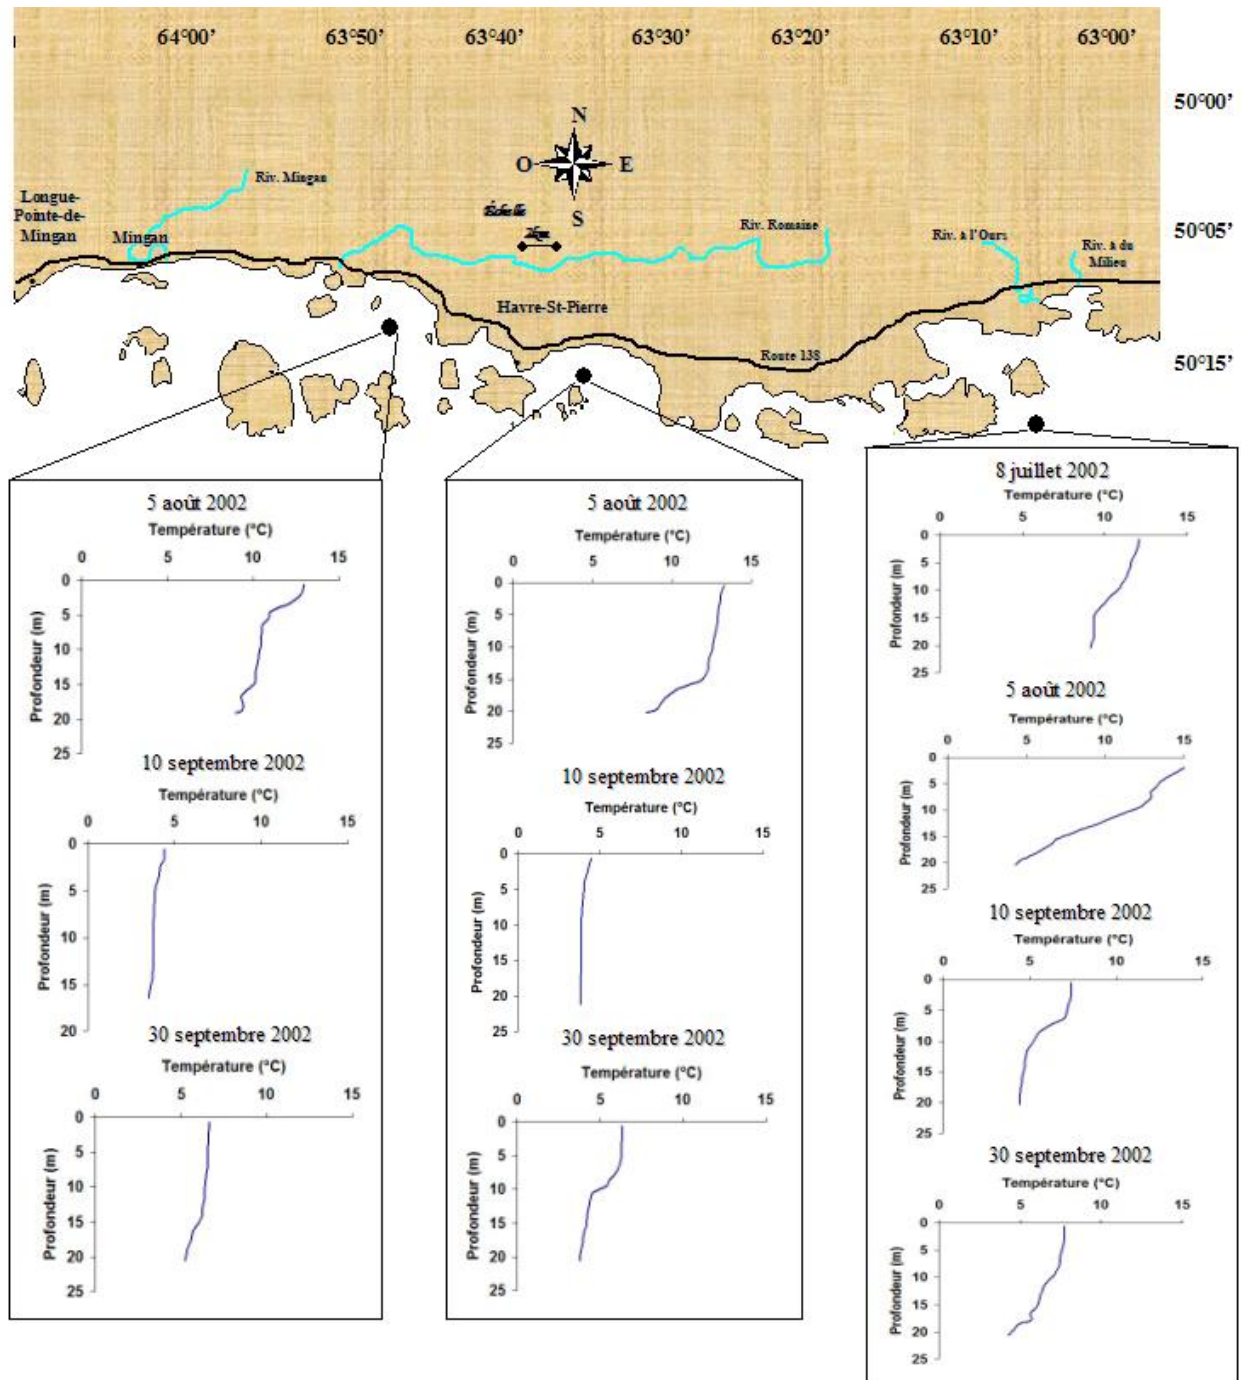 64°00’ 63°50’ 63°40’ 63°30’ 63°20’ 63°10’ 63°00’
50°00’
N
O E
S
Riv. Mingan
Longue-
Pointe-de-
Mingan
Mingan
Échelle
Riv. Romaine
Riv. à l’Ours
Riv. à du
Milieu
50°05’
Havre-St-Pierre
Route 138
50°15’
5 août 2002
Température (°C)
0 5 10 15
Profondeur (m)
0
5
10
15
20
25
10 septembre 2002
Température (°C)
0 5 10 15
Profondeur (m)
0
5
10
15
20
30 septembre 2002
Température (°C)
0 5 10 15
Profondeur (m)
0
5
10
15
20
25
5 août 2002
Température (°C)
0 5 10 15
Profondeur (m)
0
5
10
15
20
25
10 septembre 2002
Température (°C)
0 5 10 15
Profondeur (m)
0
5
10
15
20
25
30 septembre 2002
Température (°C)
0 5 10 15
Profondeur (m)
0
5
10
15
20
25
8 juillet 2002
Température (°C)
0 5 10 15
Profondeur (m)
0
5
10
15
20
25
5 août 2002
Température (°C)
0 5 10 15
Profondeur (m)
0
5
10
15
20
25
10 septembre 2002
Température (°C)
0 5 10 15
Profondeur (m)
0
5
10
15
20
25
30 septembre 2002
Température (°C)
0 5 10 15
Profondeur (m)
0
5
10
15
20
25